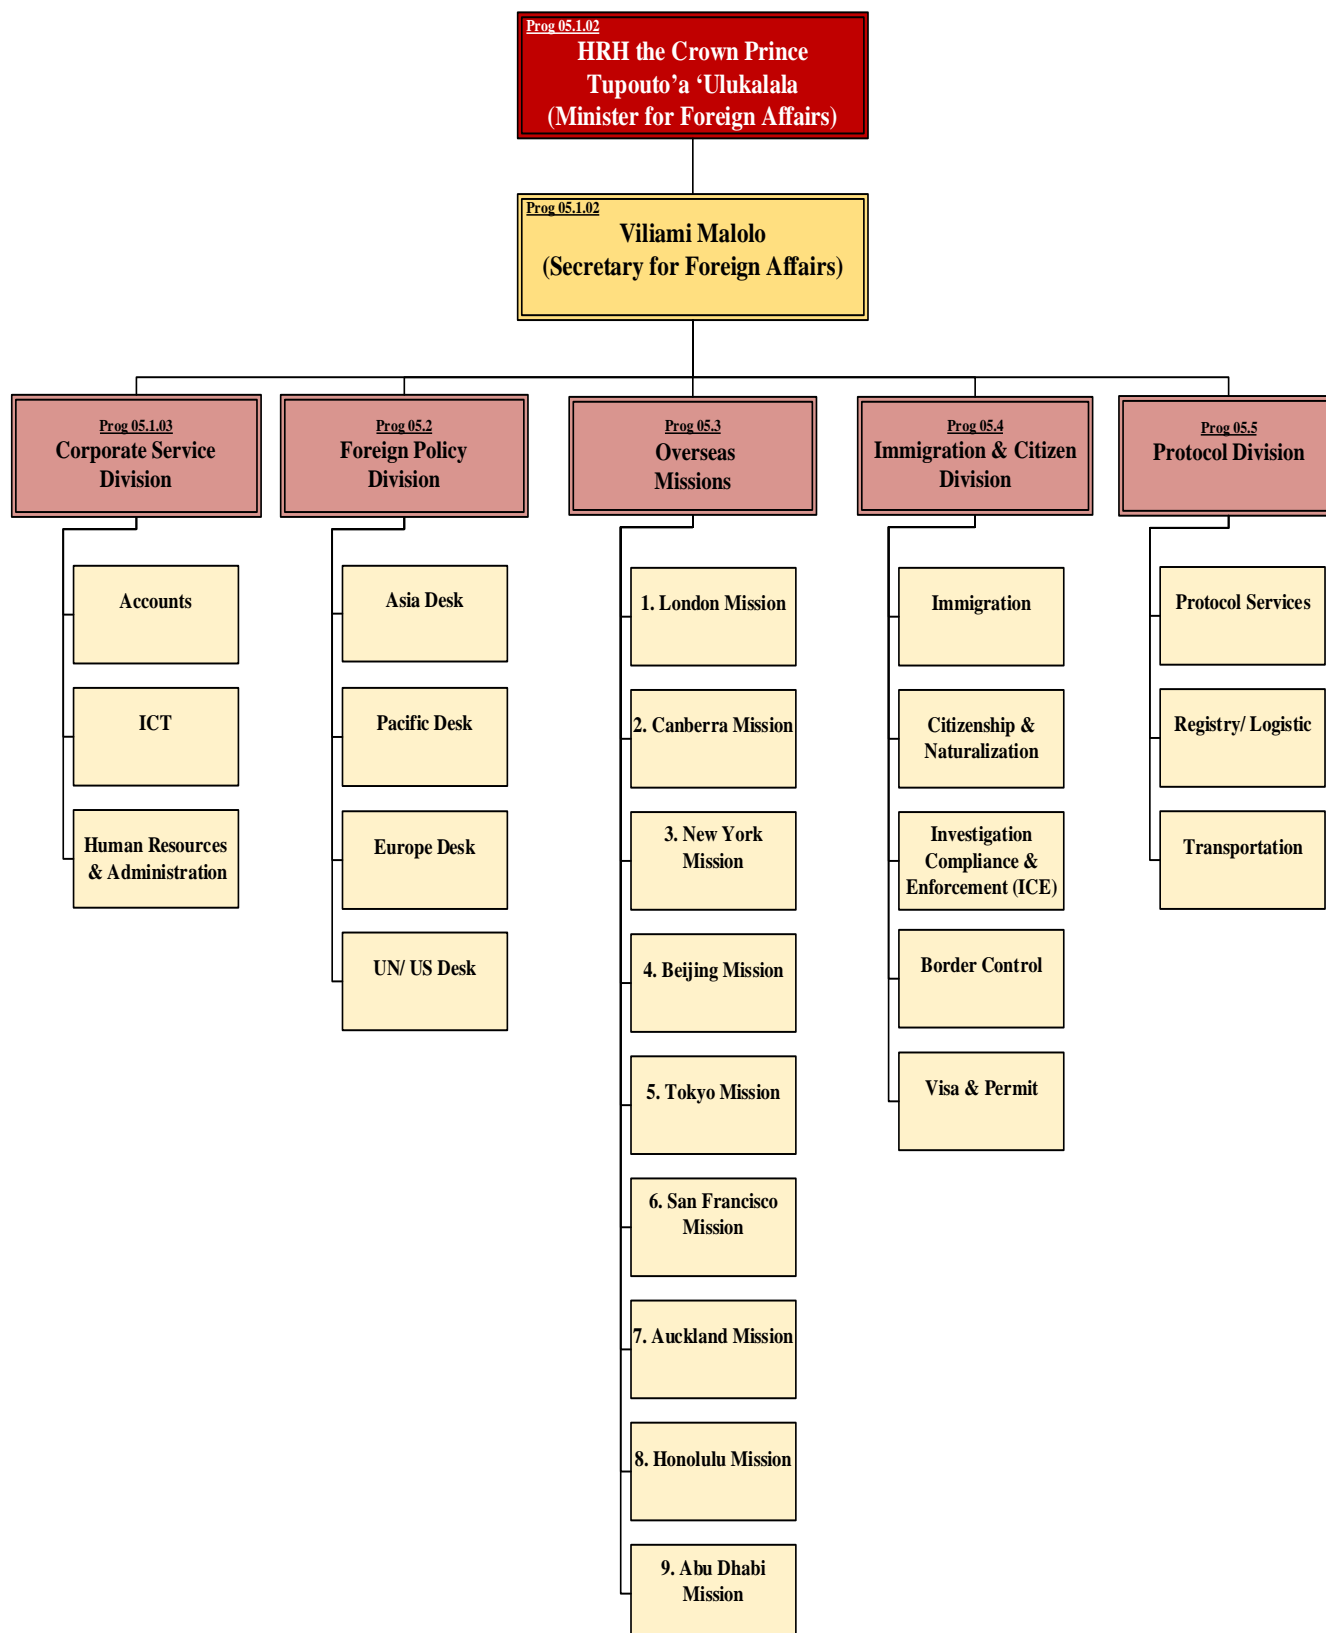 Prog 05.1.02
HRH the Crown Prince
Tupouto’a ‘Ulukalala
(Minister for Foreign Affairs)
Prog 05.1.02
Viliami Malolo
(Secretary for Foreign Affairs)
Prog 05.1.03
Corporate Service
Division
Accounts
ICT
Human Resources
& Administration
Prog 05.2
Foreign Policy
Division
Asia Desk
Pacific Desk
Europe Desk
UN/ US Desk
Prog 05.3
Overseas
Missions
1. London Mission
2. Canberra Mission
3. New York
Mission
4. Beijing Mission
5. Tokyo Mission
6. San Francisco
Mission
7. Auckland Mission
8. Honolulu Mission
9. Abu Dhabi
Mission
Prog 05.4
Immigration & Citizen
Division
Immigration
Citizenship &
Naturalization
Investigation
Compliance &
Enforcement (ICE)
Border Control
Visa & Permit
Prog 05.5
Protocol Division
Protocol Services
Registry/ Logistic
Transportation